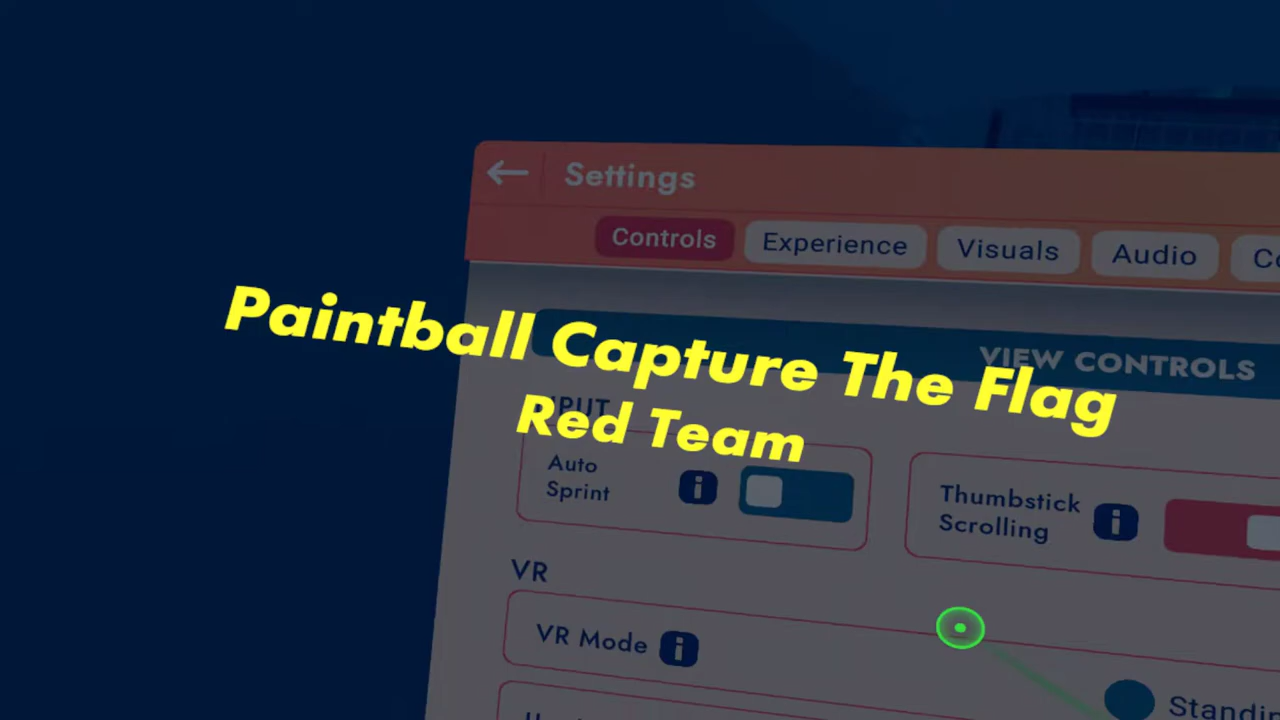 Settings
Controls Experience Visuals Audio
VIEW CONTROLS
Paintball Capture The Flag
Red Team
INPUT
Auto
Sprint
Thumbstick
Scrolling
VR
VR Mode